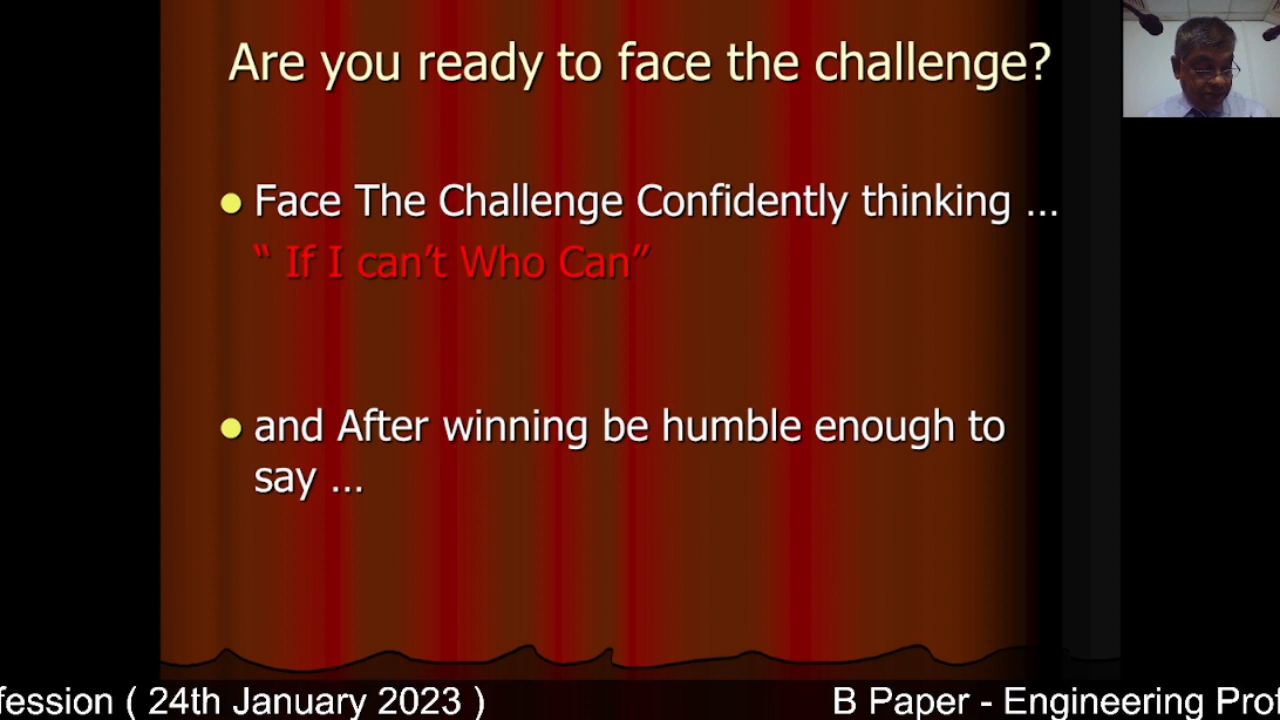 Are you ready to face the challenge?
Face The Challenge Confidently thinking ...
“ If I can’t Who Can”
and After winning be humble enough to
say ...
fession ( 24th January 2023 )
B Paper - Engineering Prof